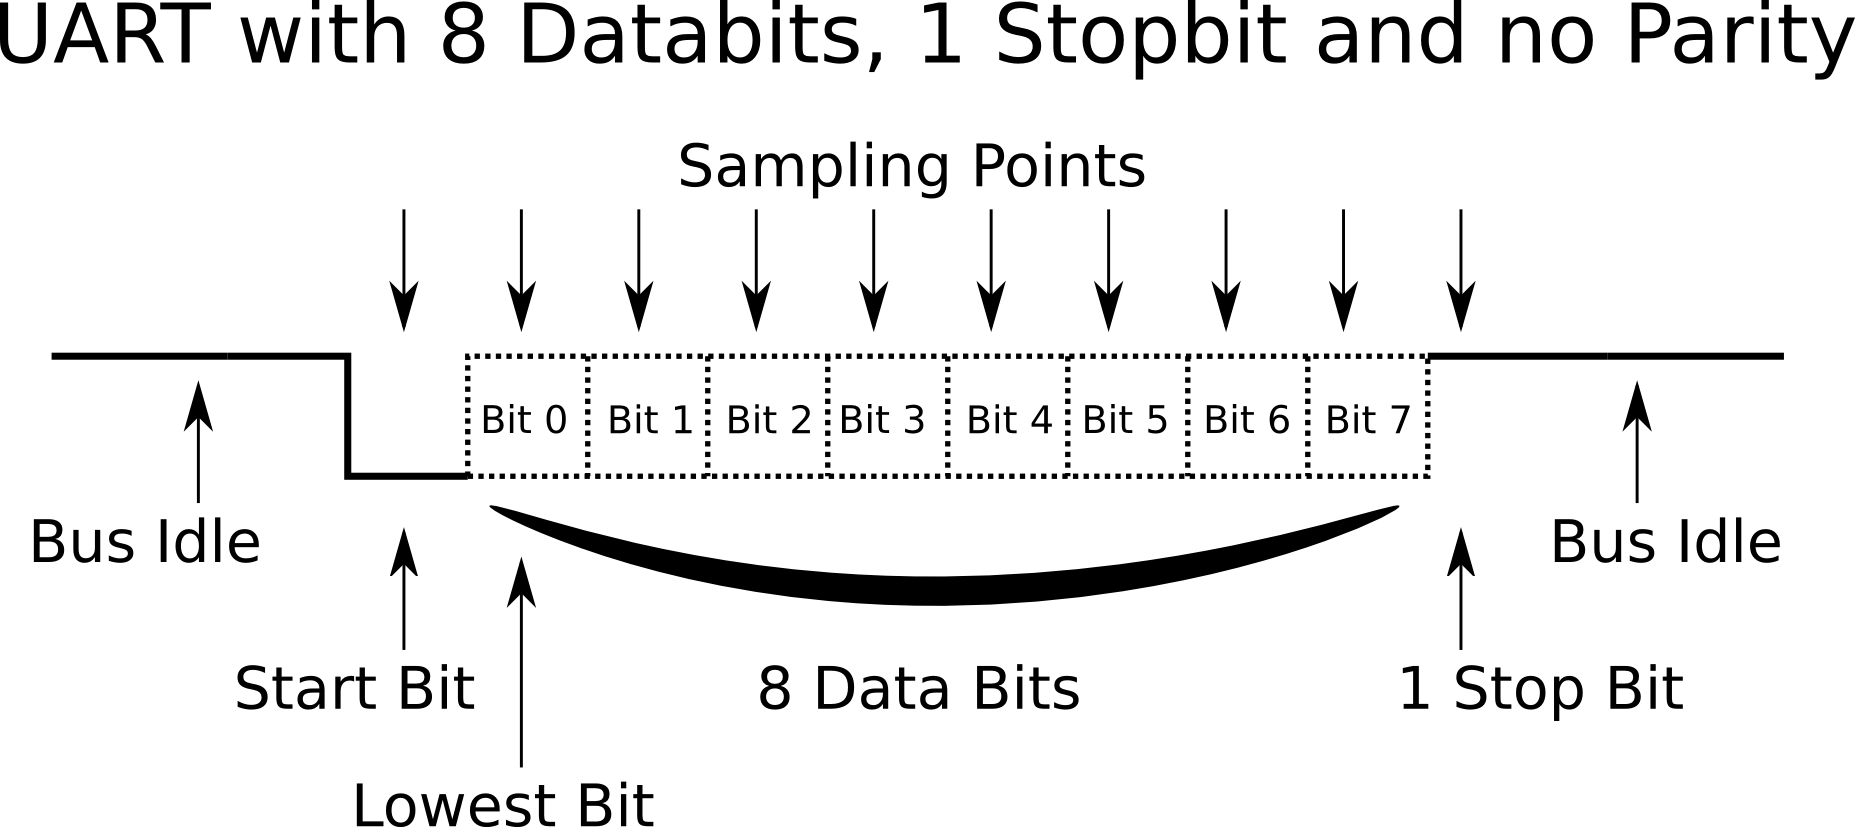 UART with 8 Databits, 1 Stopbit and no Parity
Sampling Points
Bit 0 Bit 1 Bit 2 Bit 3 Bit 4 Bit 5 Bit 6 Bit 7
Bus Idle Bus Idle
Start Bit 8 Data Bits 1 Stop Bit
Lowest Bit